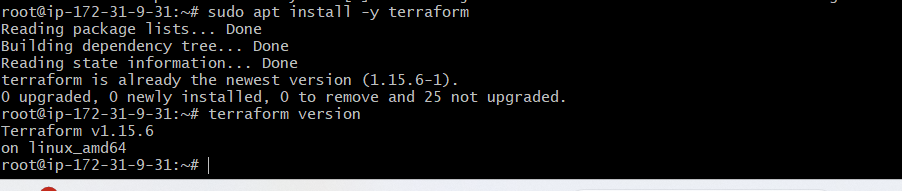 root@ip-172-31-9-31:~# sudo apt install -y terraform
Reading package lists... Done
Building dependency tree... Done
Reading state information... Done
terraform is already the newest version (1.15.6-1).
0 upgraded, 0 newly installed, 0 to remove and 25 not upgraded.
root@ip-172-31-9-31:~# terraform version
Terraform v1.15.6
on linux_amd64
root@ip-172-31-9-31:~#